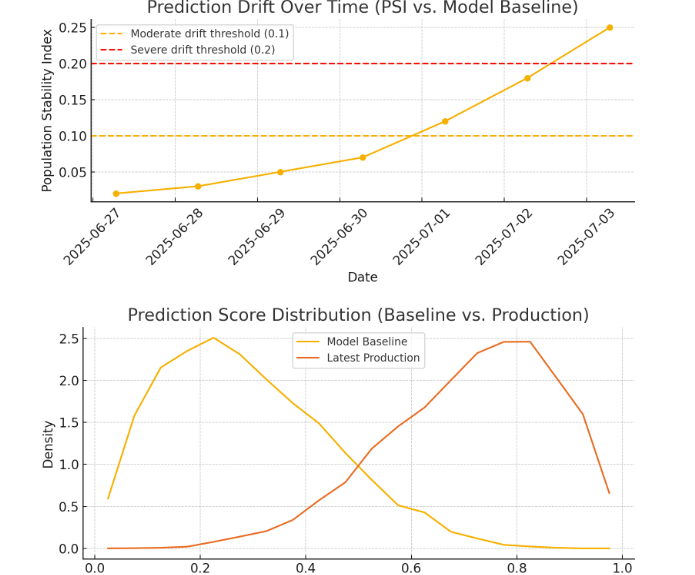 Prediction Drift Over Time (PSI vs. Model Baseline)
Population Stability Index
0.25
0.20
0.15
0.10
0.05
Moderate drift threshold (0.1)
Severe drift threshold (0.2)
2025-06-27
2025-06-28
2025-06-29
2025-06-30
2025-07-01
2025-07-02
2025-07-03
Date
Prediction Score Distribution (Baseline vs. Production)
Density
2.5
2.0
1.5
1.0
0.5
0.0
Model Baseline
Latest Production
0.0
0.2
0.4
0.6
0.8
1.0